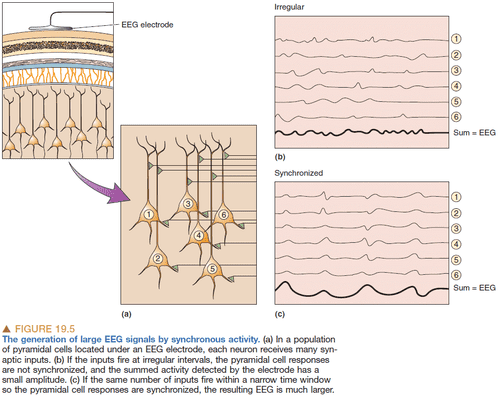 EEG electrode
Irregular
1
2
3
4
5
6
Sum = EEG
(b)
1
2
3
4
5
6
(a)
Synchronized
1
2
3
4
5
6
Sum = EEG
(c)
▲ FIGURE 19.5
The generation of large EEG signals by synchronous activity. (a) In a population
of pyramidal cells located under an EEG electrode, each neuron receives many syn-
aptic inputs. (b) If the inputs fire at irregular intervals, the pyramidal cell responses
are not synchronized, and the summed activity detected by the electrode has a
small amplitude. (c) If the same number of inputs fire within a narrow time window
so the pyramidal cell responses are synchronized, the resulting EEG is much larger.